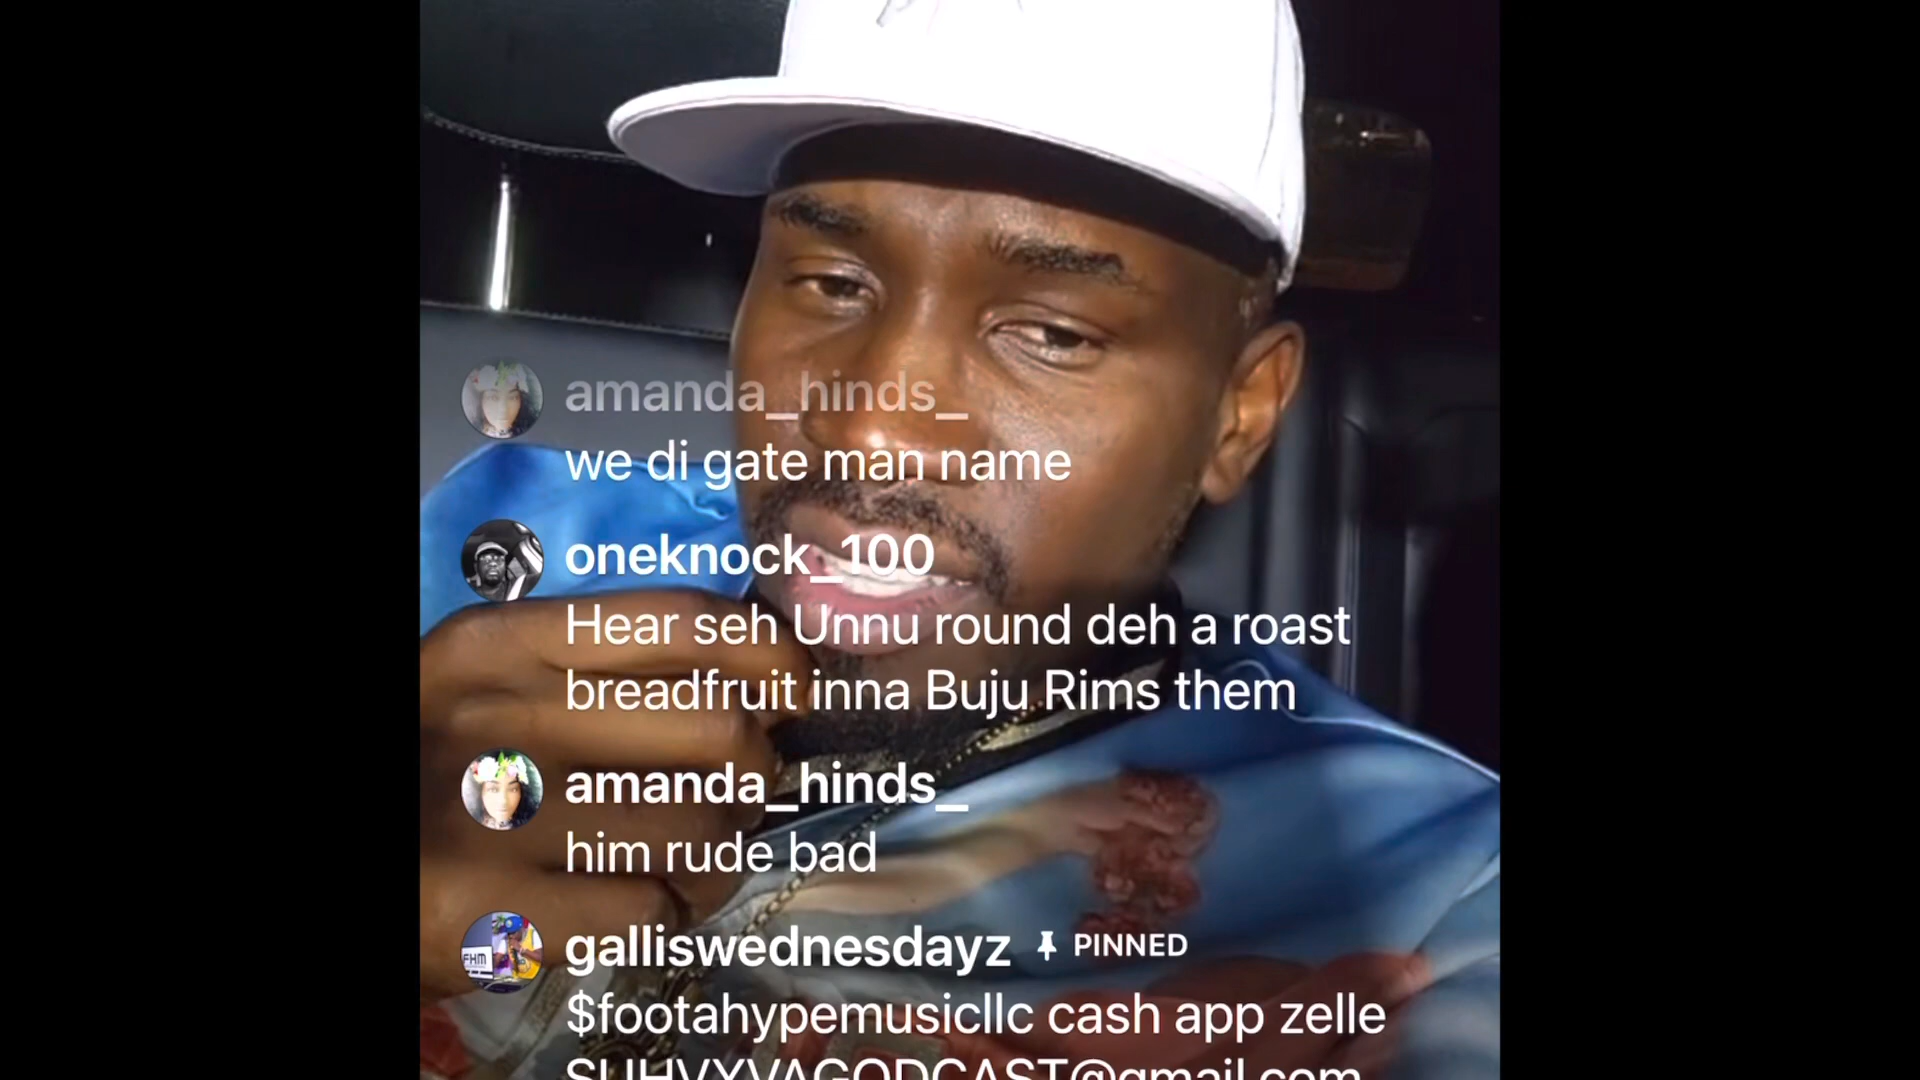 amanda_hinds_
we di gate man name
oneknock_100
Hear seh Unnu round deh a roast
breadfruit inna Buju Rims them
amanda_hinds_
him rude bad
galliswednesdayz PINNED
$footahypemusicllc cash app zelle
FHM